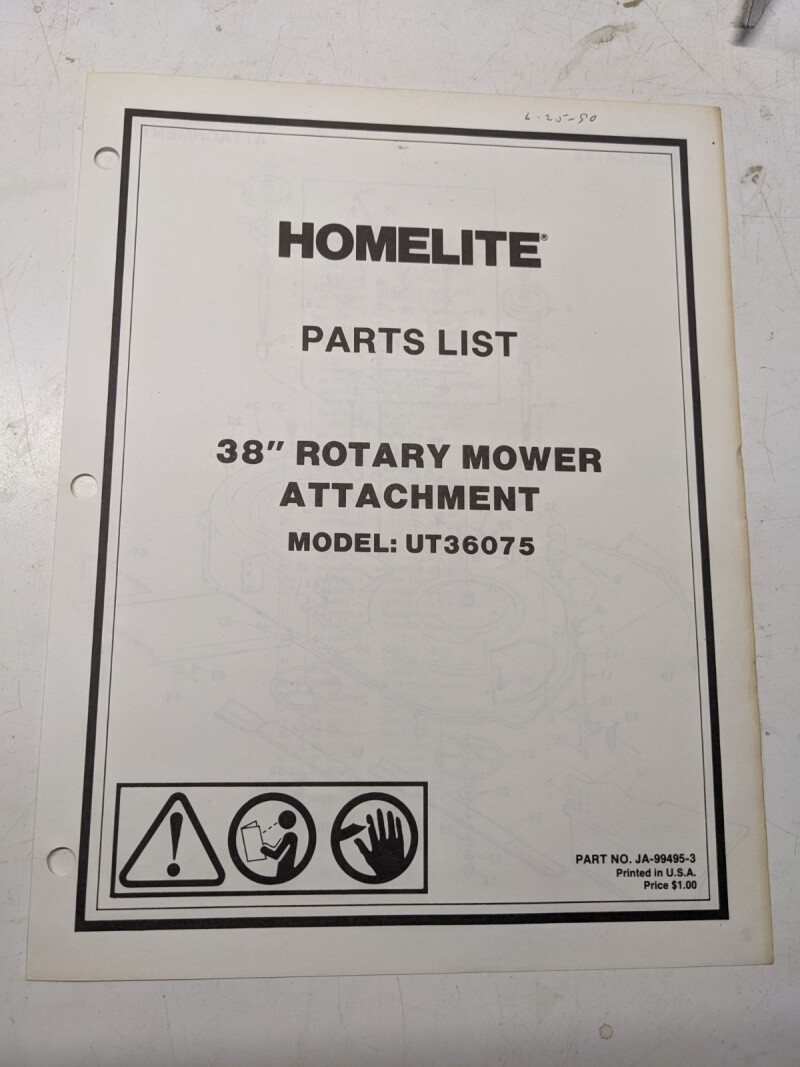 6-25-90
HOMELITE®
PARTS LIST
38" ROTARY MOWER
ATTACHMENT
MODEL: UT36075
PART NO. JA-99495-3
Printed in U.S.A.
Price $1.00